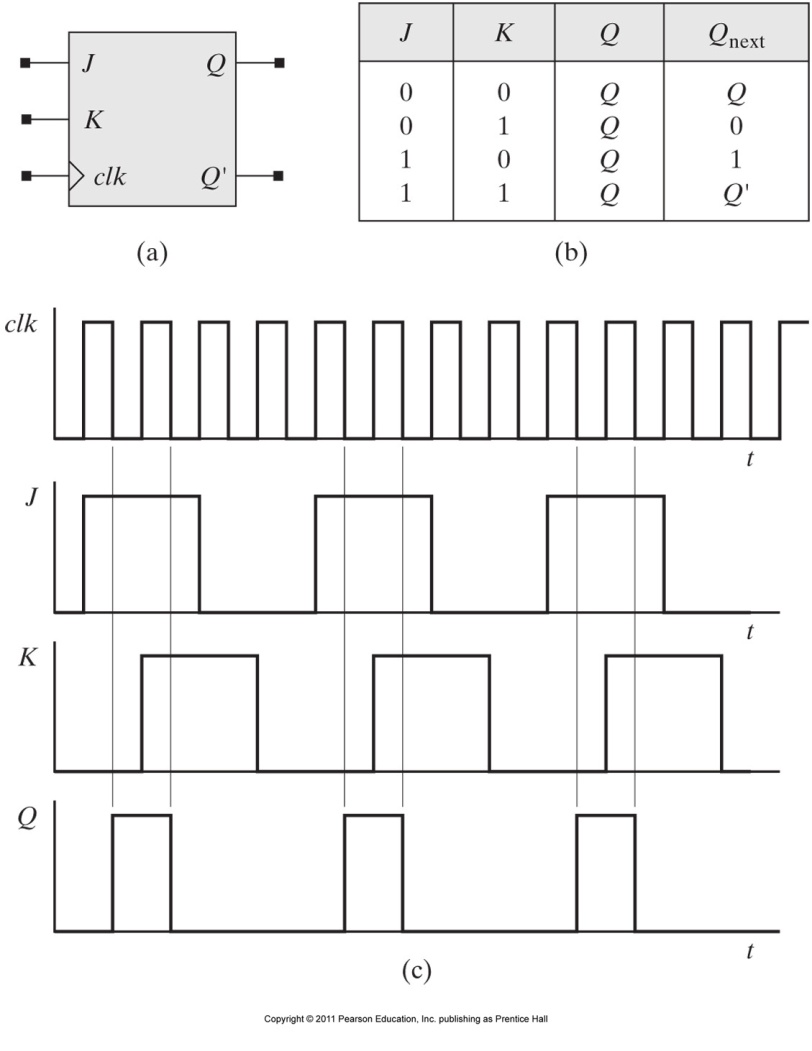 J Q
K
clk Q'
(a)
J K Q Qnext
0 0 Q Q
0 1 Q 0
1 0 Q 1
1 1 Q Q'
(b)
clk
t
J
t
K
Q
t
(c)
Copyright © 2011 Pearson Education, Inc. publishing as Prentice Hall